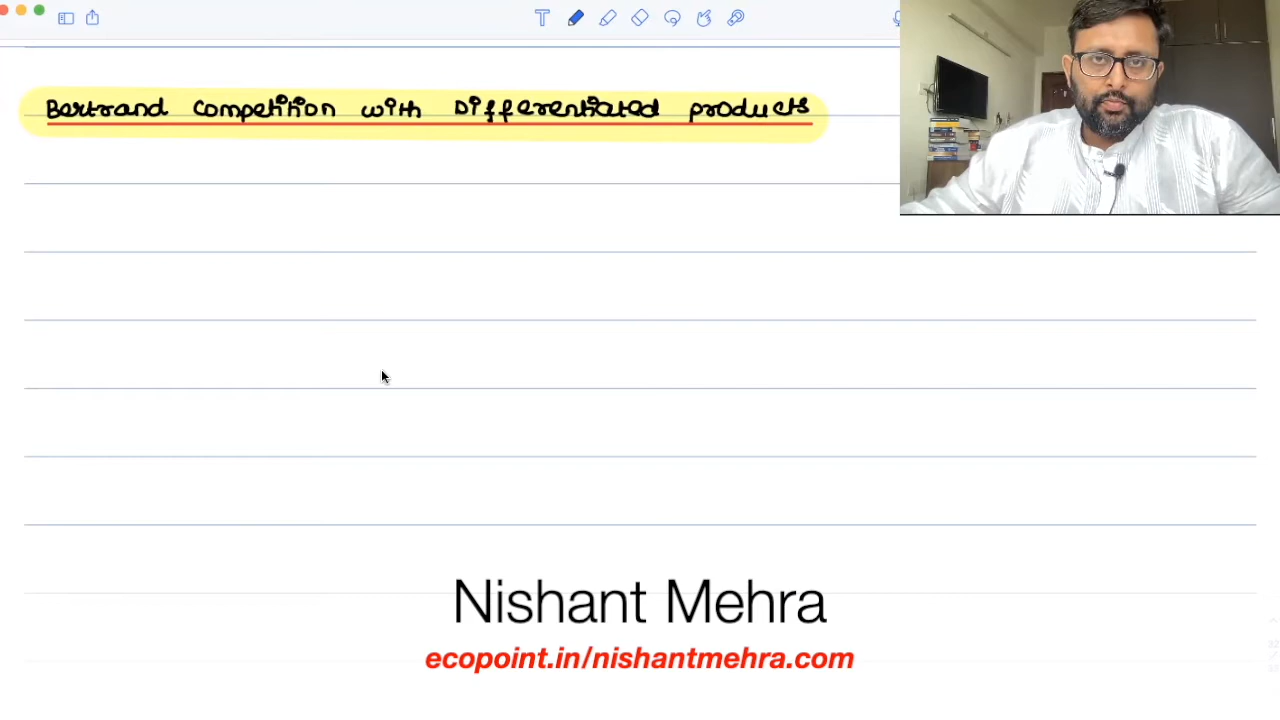 Bertrand Competition with Differentiated products
Nishant Mehra
ecopoint.in/nishantmehra.com